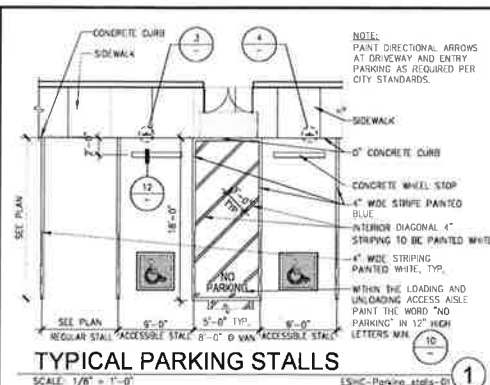 CONCRETE CURB
SIDEWALK
3
-
4
-
NOTE:
PAINT DIRECTIONAL ARROWS
AT DRIVEWAY AND ENTRY
PARKING AS REQUIRED PER
CITY STANDARDS.
SIDEWALK
0" CONCRETE CURB
CONCRETE WHEEL STOP
4" WIDE STRIPE PAINTED
BLUE
INTERIOR DIAGONAL 4"
STRIPING TO BE PAINTED WHITE
4" WIDE STRIPING
PAINTED WHITE, TYP.
WITHIN THE LOADING AND
UNLOADING ACCESS AISLE
PAINT THE WORD "NO
PARKING" IN 12" HIGH
LETTERS MIN.
2'-0"
12
-
18'-0"
SEE PLAN
TYP.
NO
PARKING
SEE PLAN
9'-0"
5'-0" TYP.
9'-0"
REGULAR STALL
ACCESSIBLE STALL
8'-0" @ VAN
ACCESSIBLE STALL
10
-
TYPICAL PARKING STALLS
SCALE: 1/8" = 1'-0"
1